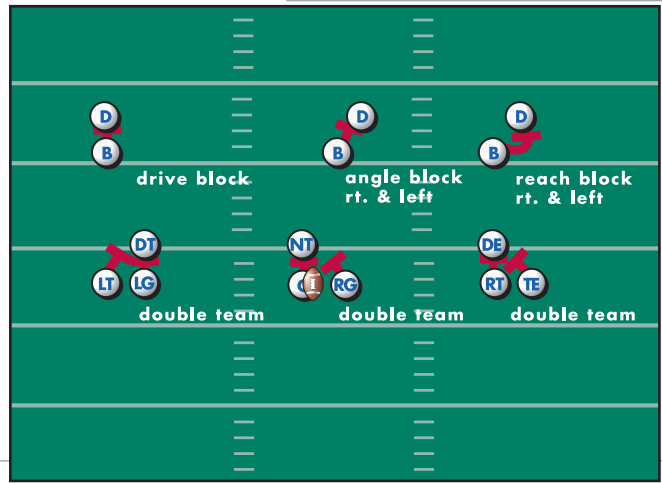 D D D
B B B
drive block angle block reach block
rt. & left rt. & left
DT NT DE
LT LG C RG RT TE
double team double team double team